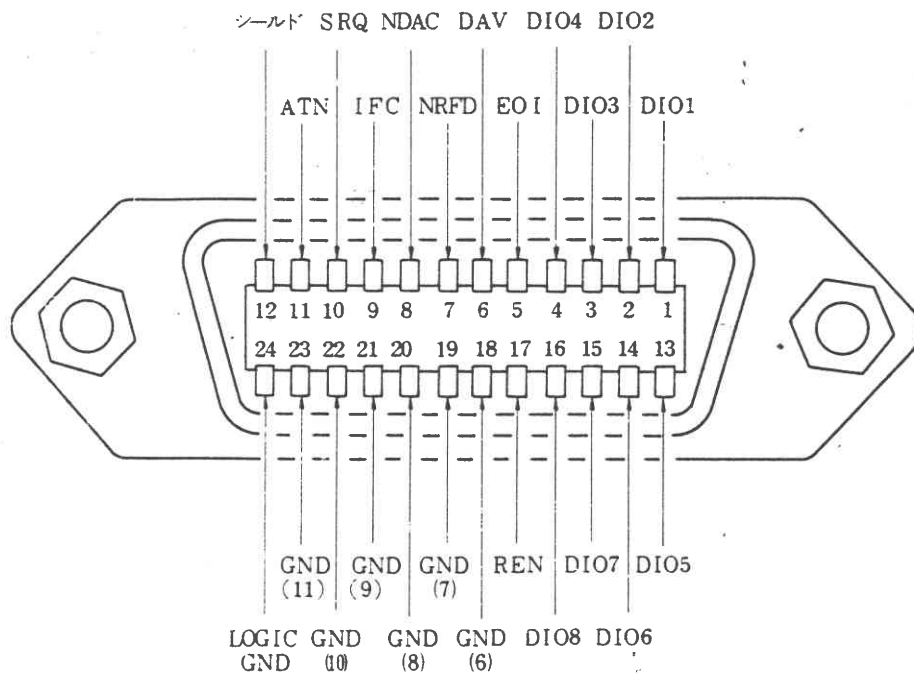 シールド SRQ NDAC DAV DIO4 DIO2
ATN IFC NRFD EOI DIO3 DIO1
12 11 10 9 8 7 6 5 4 3 2 1
24 23 22 21 20 19 18 17 16 15 14 13
GND GND GND REN DIO7 DIO5
(11) (9) (7)
LOGIC GND GND GND DIO8 DIO6
GND (10) (8) (6)